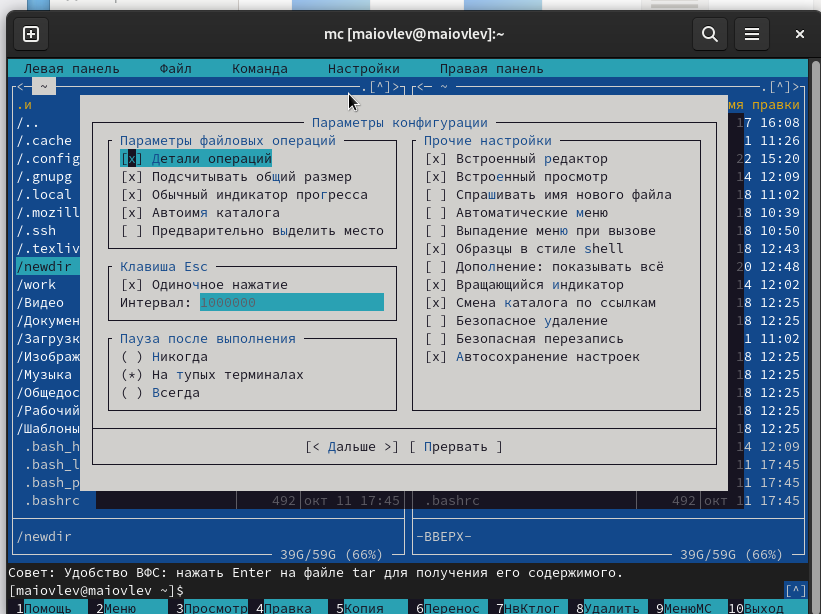 mc [maiovlev@maiovlev]:~
Левая панель Файл Команда Настройки Правая панель
<─ ~ .[^]> <─ ~ .[^]>
.и мя правки
/.. 17 16:08
/.cache 1 11:26
/.config 22 15:20
/.gnupg 14 12:09
/.local 18 11:02
/.mozill 18 10:39
/.ssh 18 10:50
/.texliv 18 12:43
/newdir 20 12:48
/work 14 12:02
/Видео 18 12:25
/Докумен 18 12:25
/Загрузк 1 11:02
/Изображ 18 12:25
/Музыка 18 12:25
/Общедос 18 12:25
/Рабочий 18 12:25
/Шаблоны 18 12:25
.bash_h 14 12:09
.bash_l 11 17:45
.bash_p 11 17:45
.bashrc 492 окт 11 17:45 .bashrc 492 окт 11 17:45
Параметры конфигурации
Параметры файловых операций
[x] Детали операций
[x] Подсчитывать общий размер
[x] Обычный индикатор прогресса
[x] Автоимя каталога
[ ] Предварительно выделить место
Клавиша Esc
[x] Одиночное нажатие
Интервал: 1000000
Пауза после выполнения
( ) Никогда
(*) На тупых терминалах
( ) Всегда
Прочие настройки
[x] Встроенный редактор
[x] Встроенный просмотр
[ ] Спрашивать имя нового файла
[ ] Автоматические меню
[ ] Выпадение меню при вызове
[x] Образцы в стиле shell
[ ] Дополнение: показывать всё
[x] Вращающийся индикатор
[x] Смена каталога по ссылкам
[ ] Безопасное удаление
[ ] Безопасная перезапись
[x] Автосохранение настроек
[< Дальше >] [ Прервать ]
/newdir -ВВЕРХ-
39G/59G (66%) 39G/59G (66%)
Совет: Удобство ВФС: нажать Enter на файле tar для получения его содержимого.
[maiovlev@maiovlev ~]$ [^]
1Помощь 2Меню 3Просмотр 4Правка 5Копия 6Перенос 7НвКтлог 8Удалить 9МенюMC 10Выход